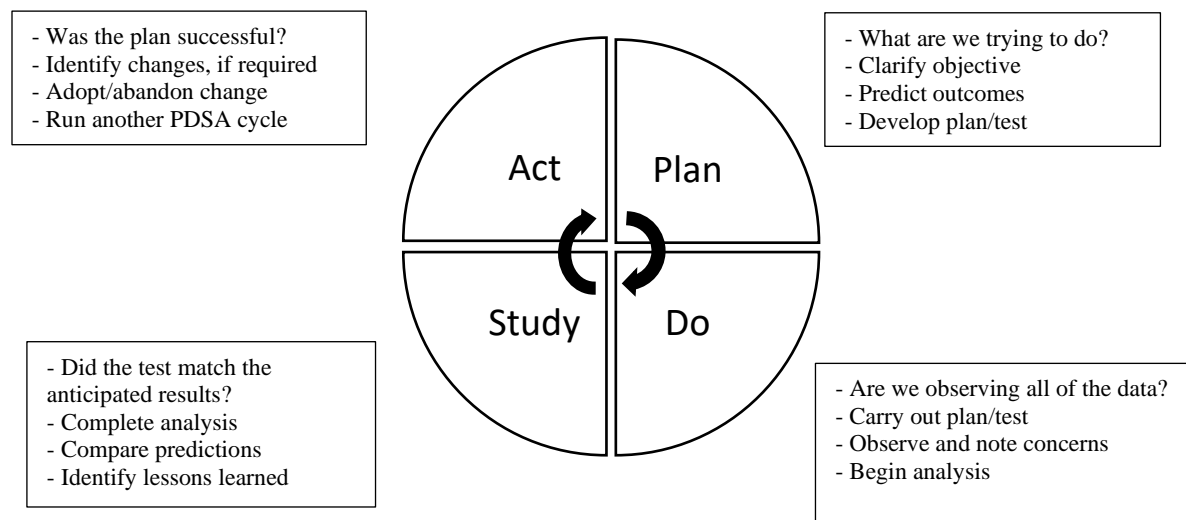 - Was the plan successful?
- Identify changes, if required
- Adopt/abandon change
- Run another PDSA cycle
- What are we trying to do?
- Clarify objective
- Predict outcomes
- Develop plan/test
Act
Plan
Study
Do
- Did the test match the
anticipated results?
- Complete analysis
- Compare predictions
- Identify lessons learned
- Are we observing all of the data?
- Carry out plan/test
- Observe and note concerns
- Begin analysis